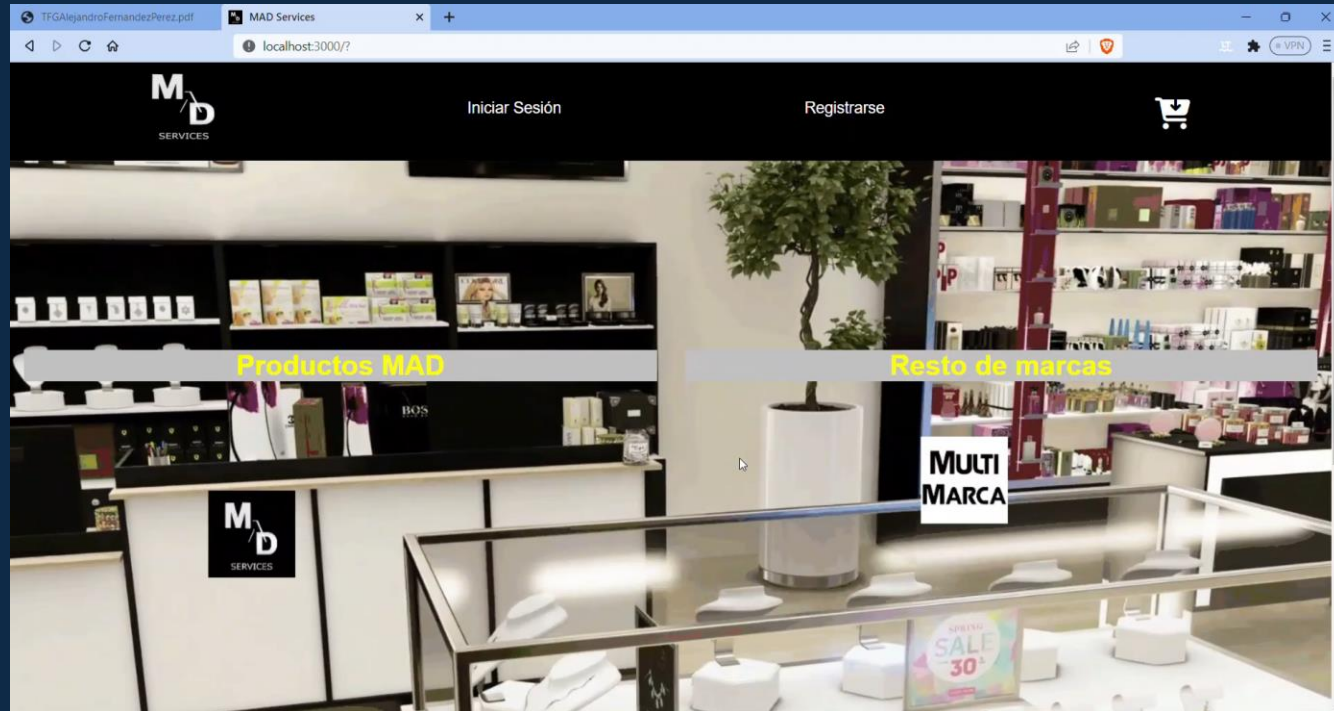 TFGAlejandroFernandezPerez.pdf
MAD Services
localhost:3000/?
VPN
M/D
SERVICES
Iniciar Sesión
Registrarse
Productos MAD
Resto de marcas
BOS
MULTI
MARCA
M/D
SERVICES
SPRING
SALE
30